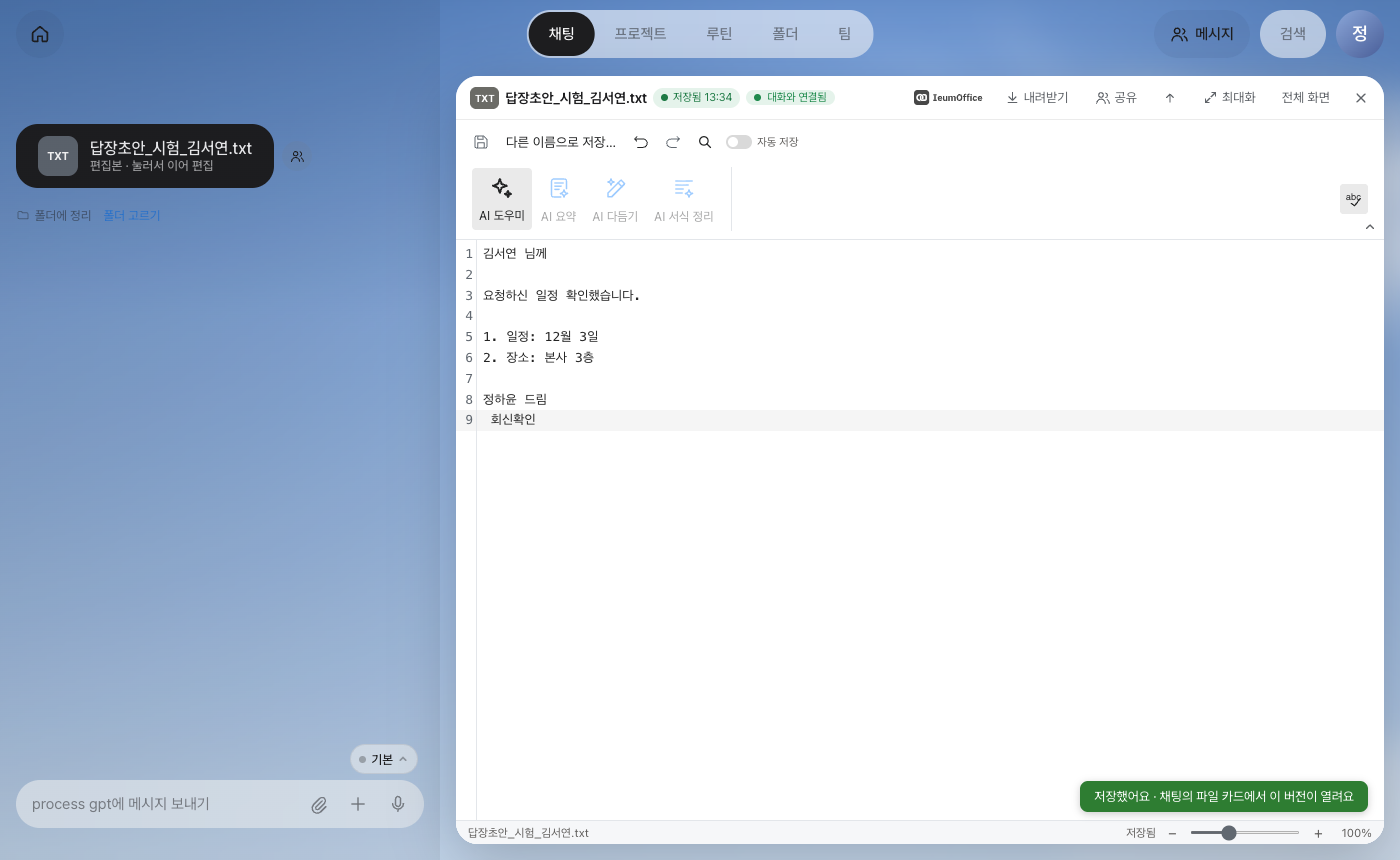 채팅 프로젝트 루틴 폴더 팀
메시지 검색 정
TXT 답장초안_시험_김서연.txt
편집본 · 눌러서 이어 편집
폴더에 정리 폴더 고르기
기본
process gpt에 메시지 보내기
TXT 답장초안_시험_김서연.txt 저장됨 13:34 대화와 연결됨 IeumOffice 내려받기 공유 최대화 전체 화면
다른 이름으로 저장... 자동 저장
AI 도우미 AI 요약 AI 다듬기 AI 서식 정리 abc
1 김서연 님께
2
3 요청하신 일정 확인했습니다.
4
5 1. 일정: 12월 3일
6 2. 장소: 본사 3층
7
8 정하윤 드림
9 회신확인
저장했어요 · 채팅의 파일 카드에서 이 버전이 열려요
답장초안_시험_김서연.txt 저장됨 − + 100%